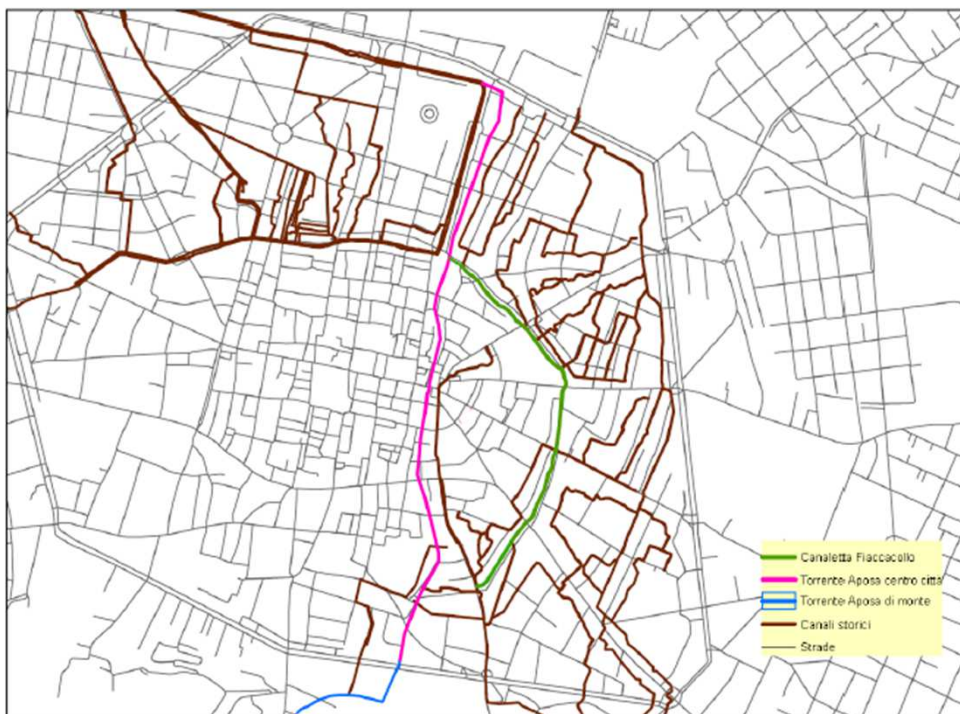 Canaletta Fiaccacollo
Torrente Aposa centro città
Torrente Aposa di monte
Canali storici
Strade